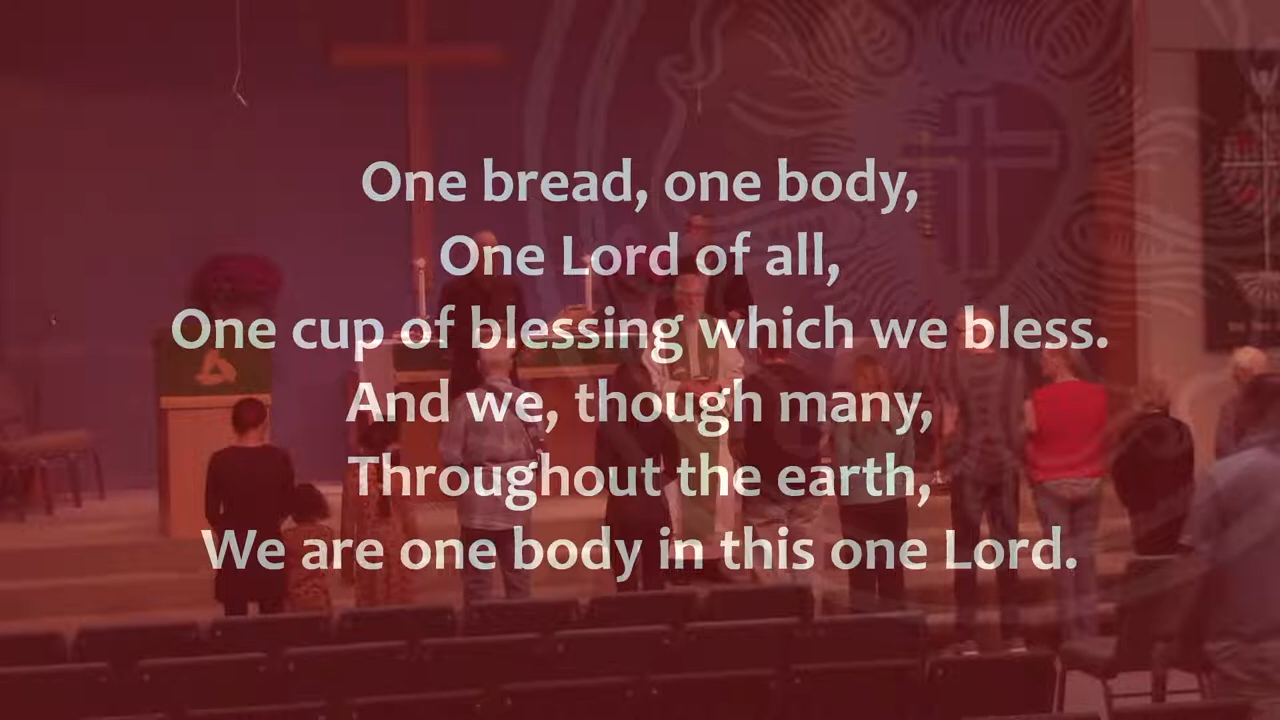 One bread, one body,
One Lord of all,
One cup of blessing which we bless.
And we, though many,
Throughout the earth,
We are one body in this one Lord.